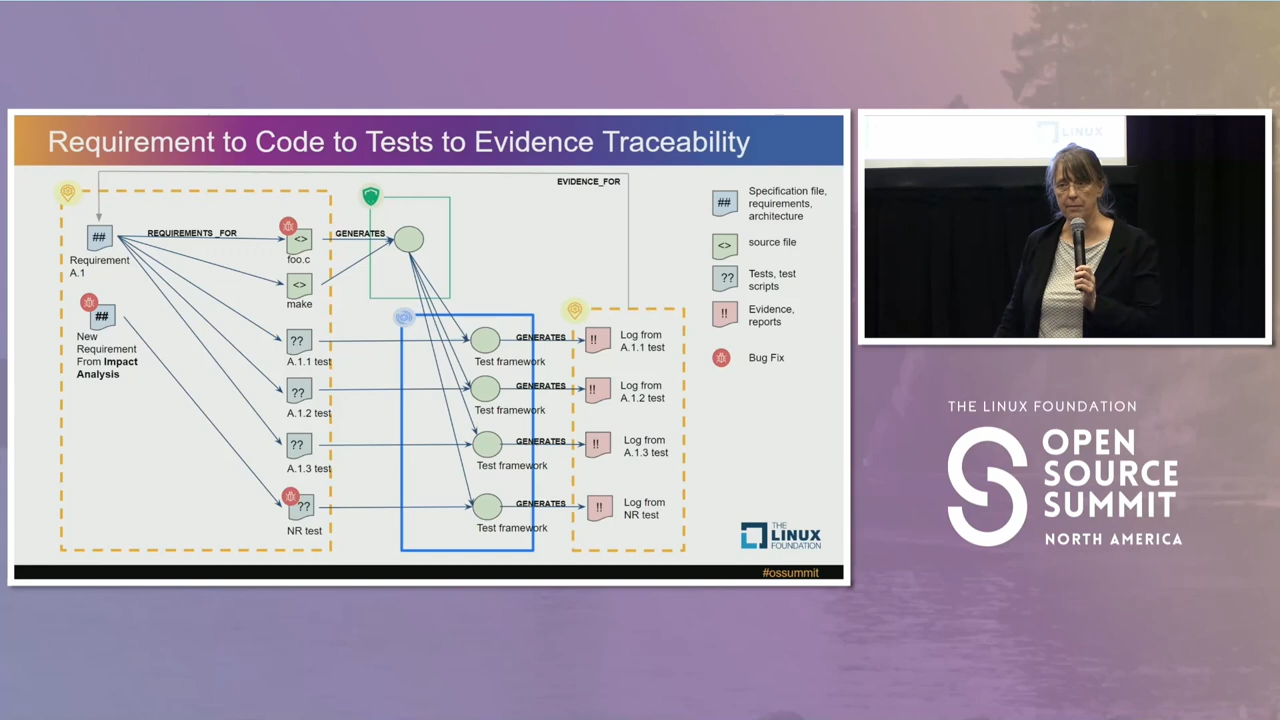 Requirement to Code to Tests to Evidence Traceability
EVIDENCE_FOR
##
Requirement
A.1
REQUIREMENTS_FOR
<>
foo.c
GENERATES
<>
make
##
New
Requirement
From Impact
Analysis
??
A.1.1 test
Test framework
GENERATES
!!
Log from
A.1.1 test
??
A.1.2 test
Test framework
GENERATES
!!
Log from
A.1.2 test
??
A.1.3 test
Test framework
GENERATES
!!
Log from
A.1.3 test
??
NR test
Test framework
GENERATES
!!
Log from
NR test
##
Specification file,
requirements,
architecture
<>
source file
??
Tests, test
scripts
!!
Evidence,
reports
Bug Fix
THE
LINUX
FOUNDATION
#ossummit
LINUX
THE LINUX FOUNDATION
OPEN
SOURCE
SUMMIT
NORTH AMERICA